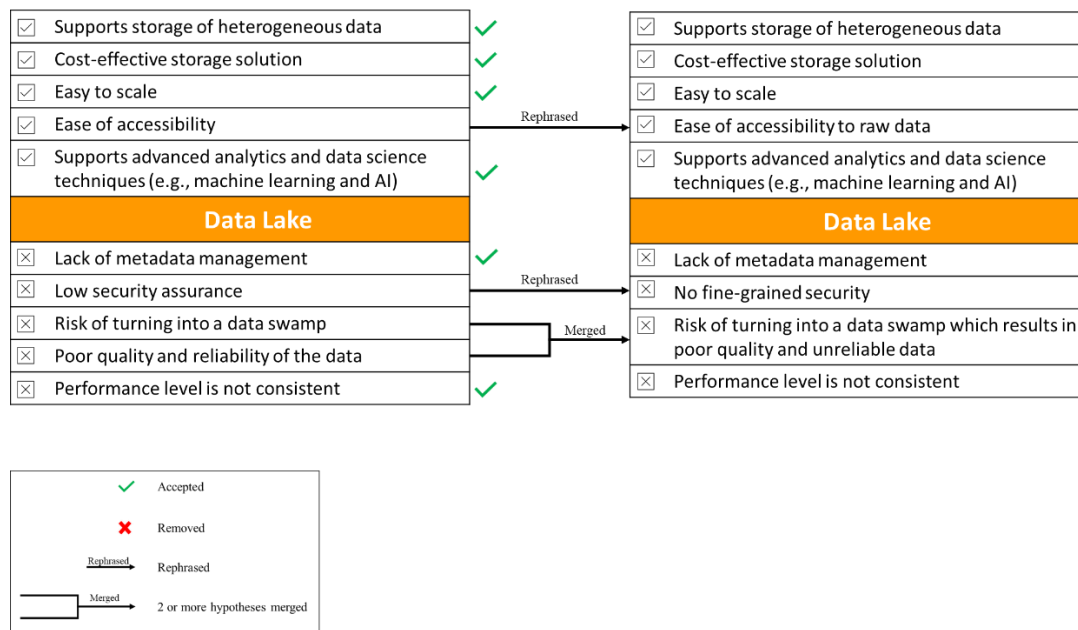 Supports storage of heterogeneous data
Cost-effective storage solution
Easy to scale
Ease of accessibility
Supports advanced analytics and data science
techniques (e.g., machine learning and AI)
Data Lake
Lack of metadata management
Low security assurance
Risk of turning into a data swamp
Poor quality and reliability of the data
Performance level is not consistent
Rephrased
Rephrased
Merged
Supports storage of heterogeneous data
Cost-effective storage solution
Easy to scale
Ease of accessibility to raw data
Supports advanced analytics and data science
techniques (e.g., machine learning and AI)
Data Lake
Lack of metadata management
No fine-grained security
Risk of turning into a data swamp which results in
poor quality and unreliable data
Performance level is not consistent
Accepted
Removed
Rephrased Rephrased
Merged 2 or more hypotheses merged